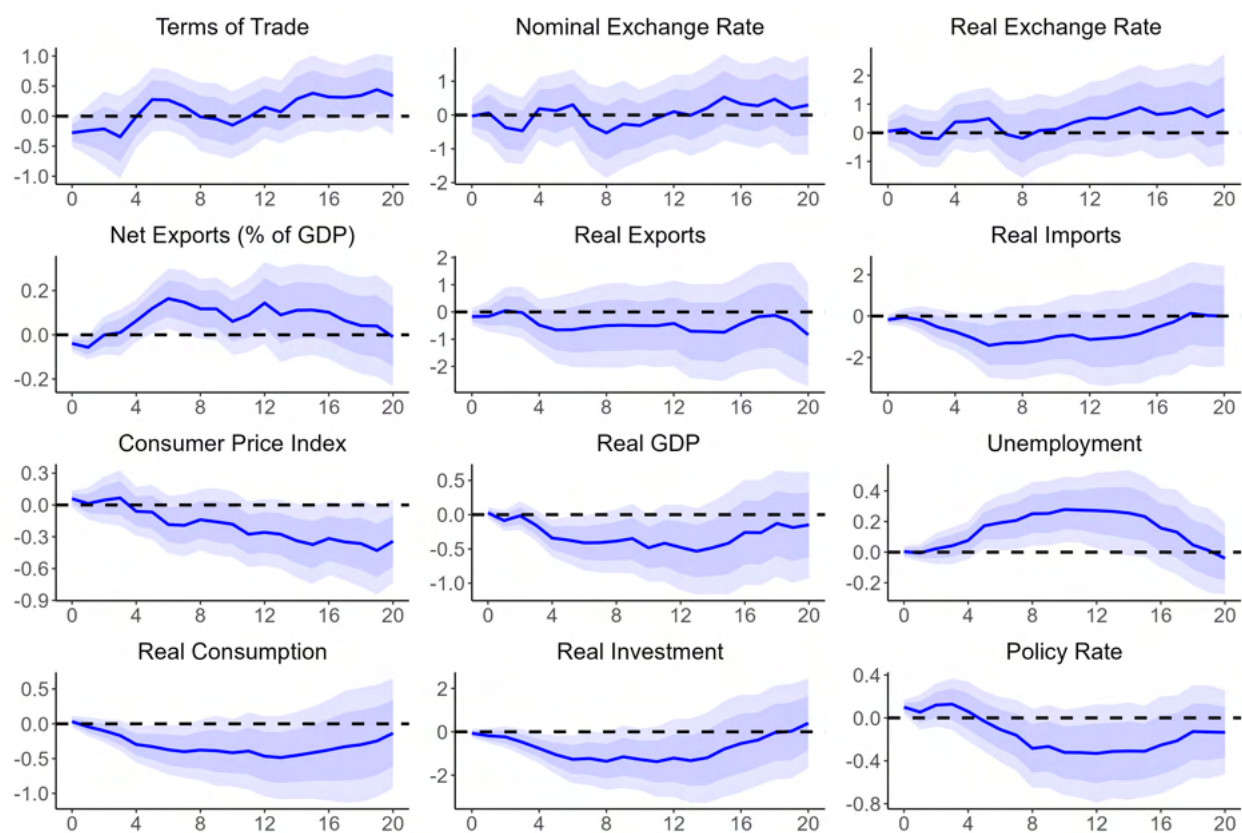 Terms of Trade
1.0
0.5
0.0
-0.5
-1.0
0 4 8 12 16 20
Nominal Exchange Rate
1
0
-1
-2
0 4 8 12 16 20
Real Exchange Rate
2
1
0
-1
0 4 8 12 16 20
Net Exports (% of GDP)
0.2
0.0
-0.2
0 4 8 12 16 20
Real Exports
2
1
0
-1
-2
0 4 8 12 16 20
Real Imports
2
0
-2
0 4 8 12 16 20
Consumer Price Index
0.3
0.0
-0.3
-0.6
-0.9
0 4 8 12 16 20
Real GDP
0.5
0.0
-0.5
-1.0
0 4 8 12 16 20
Unemployment
0.4
0.2
0.0
-0.2
0 4 8 12 16 20
Real Consumption
0.5
0.0
-0.5
-1.0
0 4 8 12 16 20
Real Investment
2
0
-2
0 4 8 12 16 20
Policy Rate
0.4
0.0
-0.4
-0.8
0 4 8 12 16 20